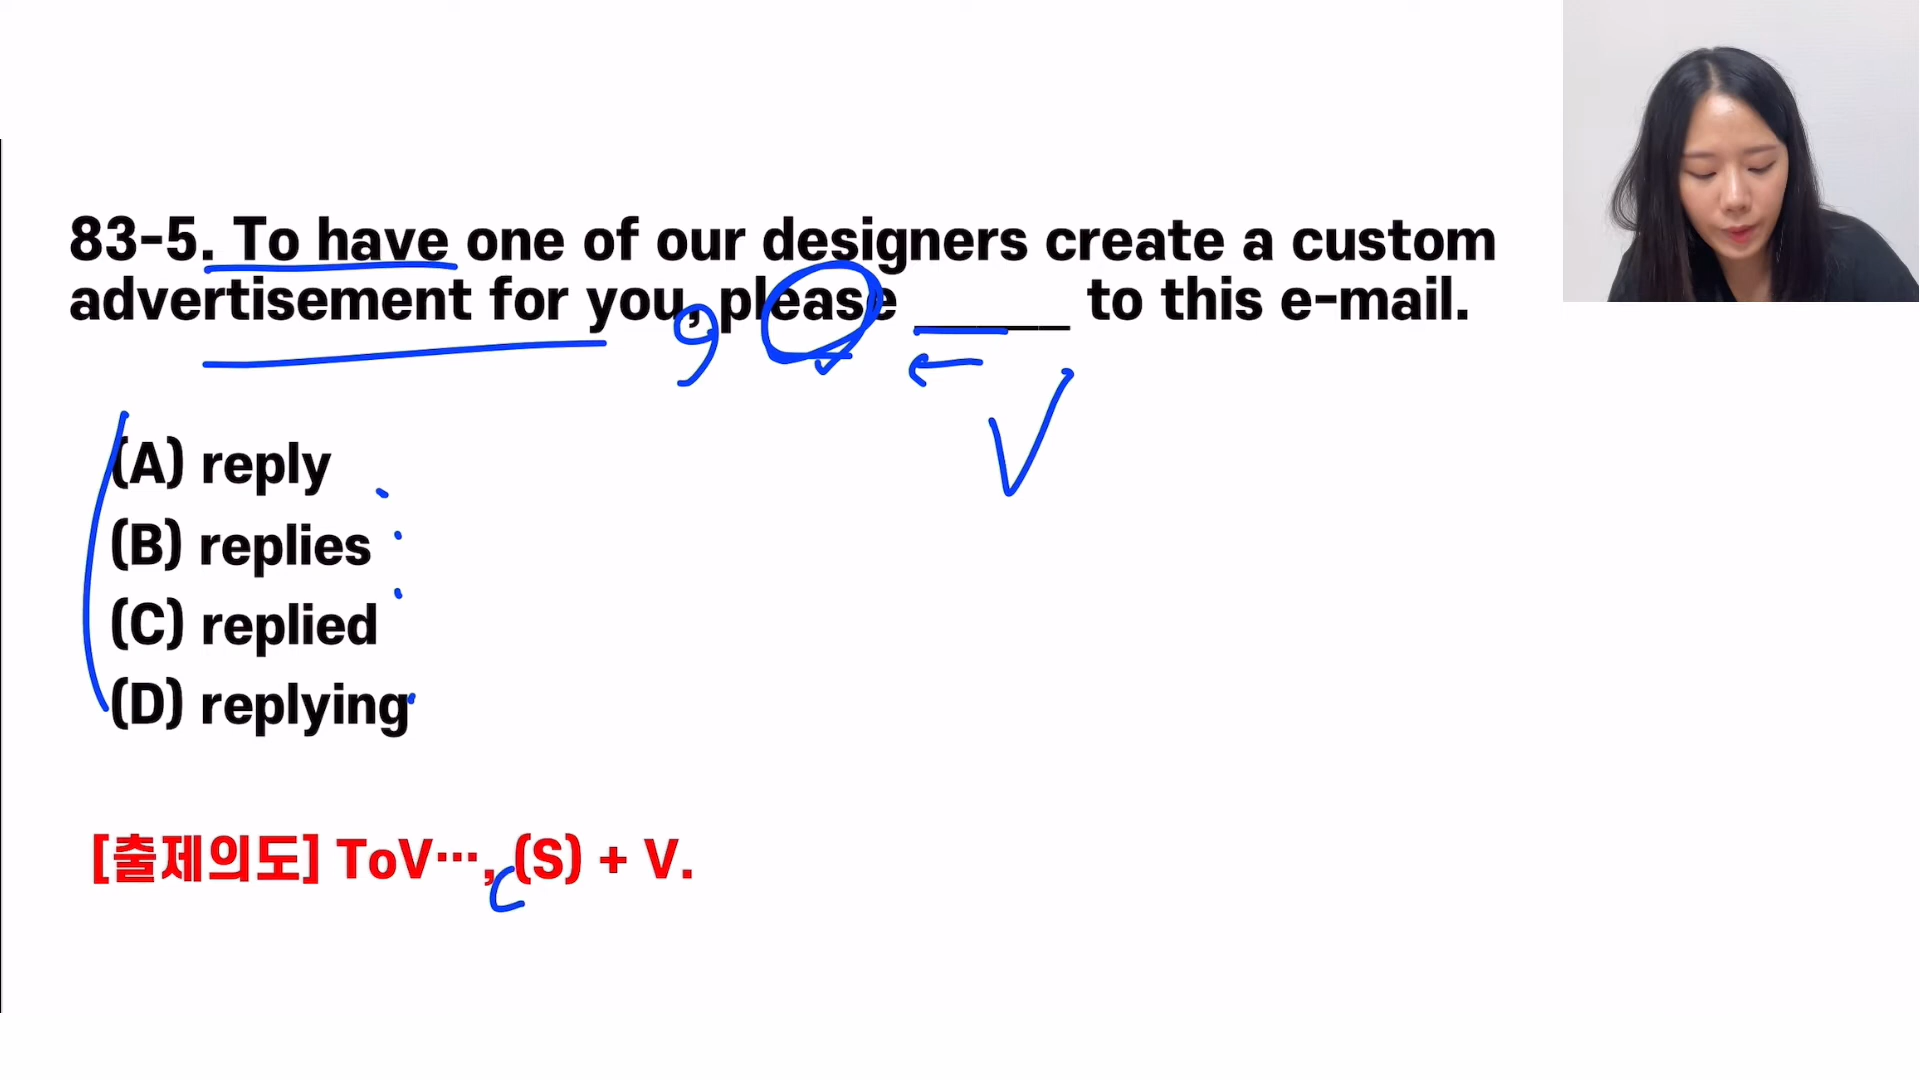 83-5. To have one of our designers create a custom
advertisement for you, please ______ to this e-mail.
V
(A) reply
(B) replies
(C) replied
(D) replying
[출제의도] ToV···, (S) + V.